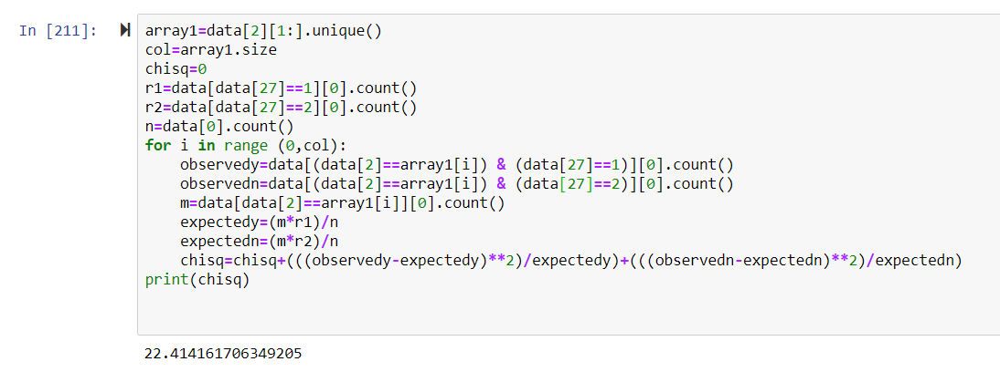 In [211]:
array1=data[2][1:].unique()
col=array1.size
chisq=0
r1=data[data[27]==1][0].count()
r2=data[data[27]==2][0].count()
n=data[0].count()
for i in range (0,col):
    observedy=data[(data[2]==array1[i]) & (data[27]==1)][0].count()
    observedn=data[(data[2]==array1[i]) & (data[27]==2)][0].count()
    m=data[data[2]==array1[i]][0].count()
    expectedy=(m*r1)/n
    expectedn=(m*r2)/n
    chisq=chisq+(((observedy-expectedy)**2)/expectedy)+(((observedn-expectedn)**2)/expectedn)
print(chisq)
22.414161706349205